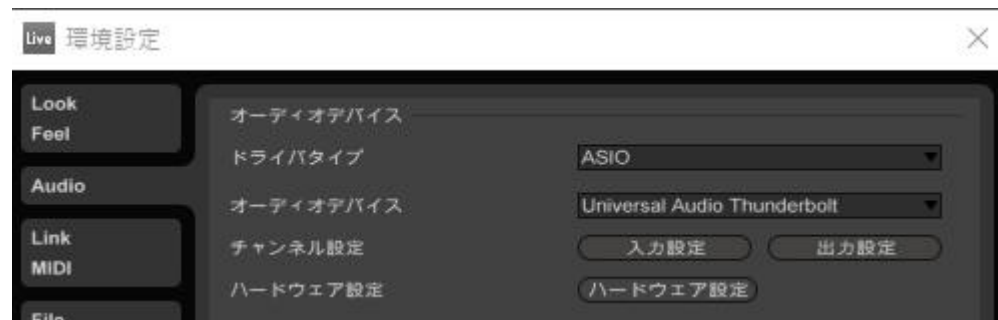 Live 環境設定
Look
Feel
Audio
Link
MIDI
File
オーディオデバイス
ドライバタイプ ASIO
オーディオデバイス Universal Audio Thunderbolt
チャンネル設定 入力設定 出力設定
ハードウェア設定 ハードウェア設定